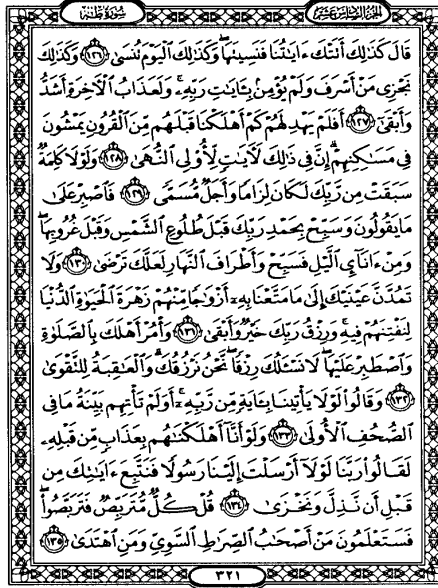 سُورَةُ طٰهٰ
الجزء السادس عشر
قَالَ كَذَٰلِكَ أَتَتْكَ ءَايَٰتُنَا فَنَسِيتَهَا ۖ وَكَذَٰلِكَ ٱلْيَوْمَ تُنسَىٰ ۝١٢٦ وَكَذَٰلِكَ
نَجْزِى مَنْ أَسْرَفَ وَلَمْ يُؤْمِنۢ بِـَٔايَٰتِ رَبِّهِۦ ۚ وَلَعَذَابُ ٱلْءَاخِرَةِ أَشَدُّ
وَأَبْقَىٰٓ ۝١٢٧ أَفَلَمْ يَهْدِ لَهُمْ كَمْ أَهْلَكْنَا قَبْلَهُم مِّنَ ٱلْقُرُونِ يَمْشُونَ
فِى مَسَٰكِنِهِمْ ۗ إِنَّ فِى ذَٰلِكَ لَءَايَٰتٍ لِّأُو۟لِى ٱلنُّهَىٰ ۝١٢٨ وَلَوْلَا كَلِمَةٌ
سَبَقَتْ مِن رَّبِّكَ لَكَانَ لِزَامًا وَأَجَلٌ مُّسَمًّى ۝١٢٩ فَٱصْبِرْ عَلَىٰ
مَا يَقُولُونَ وَسَبِّحْ بِحَمْدِ رَبِّكَ قَبْلَ طُلُوعِ ٱلشَّمْسِ وَقَبْلَ غُرُوبِهَا ۖ
وَمِنْ ءَانَآئِ ٱلَّيْلِ فَسَبِّحْ وَأَطْرَافَ ٱلنَّهَارِ لَعَلَّكَ تَرْضَىٰ ۝١٣٠ وَلَا
تَمُدَّنَّ عَيْنَيْكَ إِلَىٰ مَا مَتَّعْنَا بِهِۦٓ أَزْوَٰجًا مِّنْهُمْ زَهْرَةَ ٱلْحَيَوٰةِ ٱلدُّنْيَا
لِنَفْتِنَهُمْ فِيهِ ۚ وَرِزْقُ رَبِّكَ خَيْرٌ وَأَبْقَىٰ ۝١٣١ وَأْمُرْ أَهْلَكَ بِٱلصَّلَوٰةِ
وَٱصْطَبِرْ عَلَيْهَا ۖ لَا نَسْـَٔلُكَ رِزْقًا ۖ نَّحْنُ نَرْزُقُكَ ۗ وَٱلْعَٰقِبَةُ لِلتَّقْوَىٰ
۝١٣٢ وَقَالُوا۟ لَوْلَا يَأْتِينَا بِـَٔايَةٍ مِّن رَّبِّهِۦٓ ۚ أَوَلَمْ تَأْتِهِم بَيِّنَةُ مَا فِى
ٱلصُّحُفِ ٱلْأُولَىٰ ۝١٣٣ وَلَوْ أَنَّآ أَهْلَكْنَٰهُم بِعَذَابٍ مِّن قَبْلِهِۦ
لَقَالُوا۟ رَبَّنَا لَوْلَآ أَرْسَلْتَ إِلَيْنَا رَسُولًا فَنَتَّبِعَ ءَايَٰتِكَ مِن
قَبْلِ أَن نَّذِلَّ وَنَخْزَىٰ ۝١٣٤ قُلْ كُلٌّ مُّتَرَبِّصٌ فَتَرَبَّصُوا۟ ۖ
فَسَتَعْلَمُونَ مَنْ أَصْحَٰبُ ٱلصِّرَٰطِ ٱلسَّوِىِّ وَمَنِ ٱهْتَدَىٰ ۝١٣٥
٣٢١